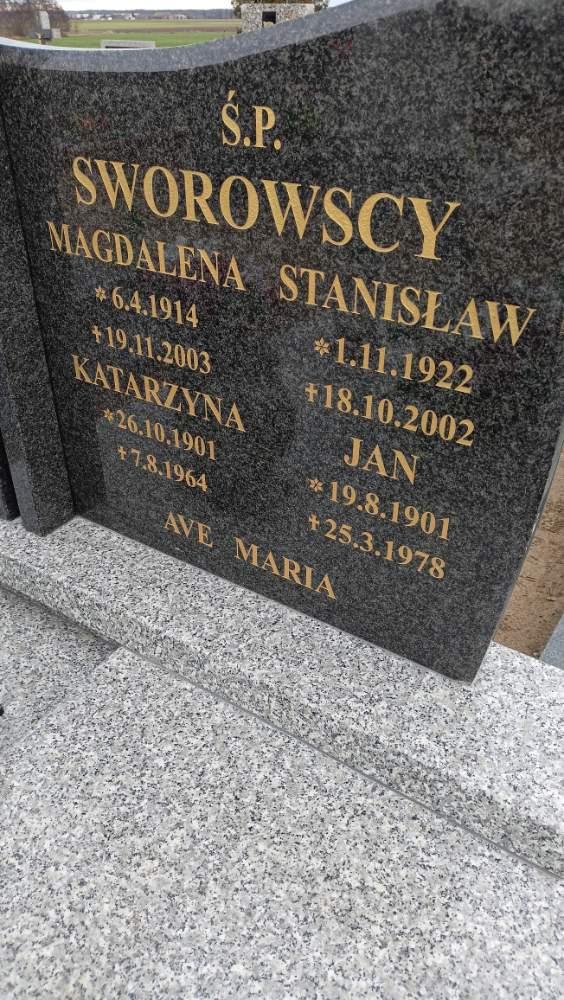 Ś.P.
SWOROWSCY
MAGDALENA
*6.4.1914
+19.11.2003
KATARZYNA
*26.10.1901
+7.8.1964
STANISŁAW
*1.11.1922
+18.10.2002
JAN
*19.8.1901
+25.3.1978
AVE MARIA